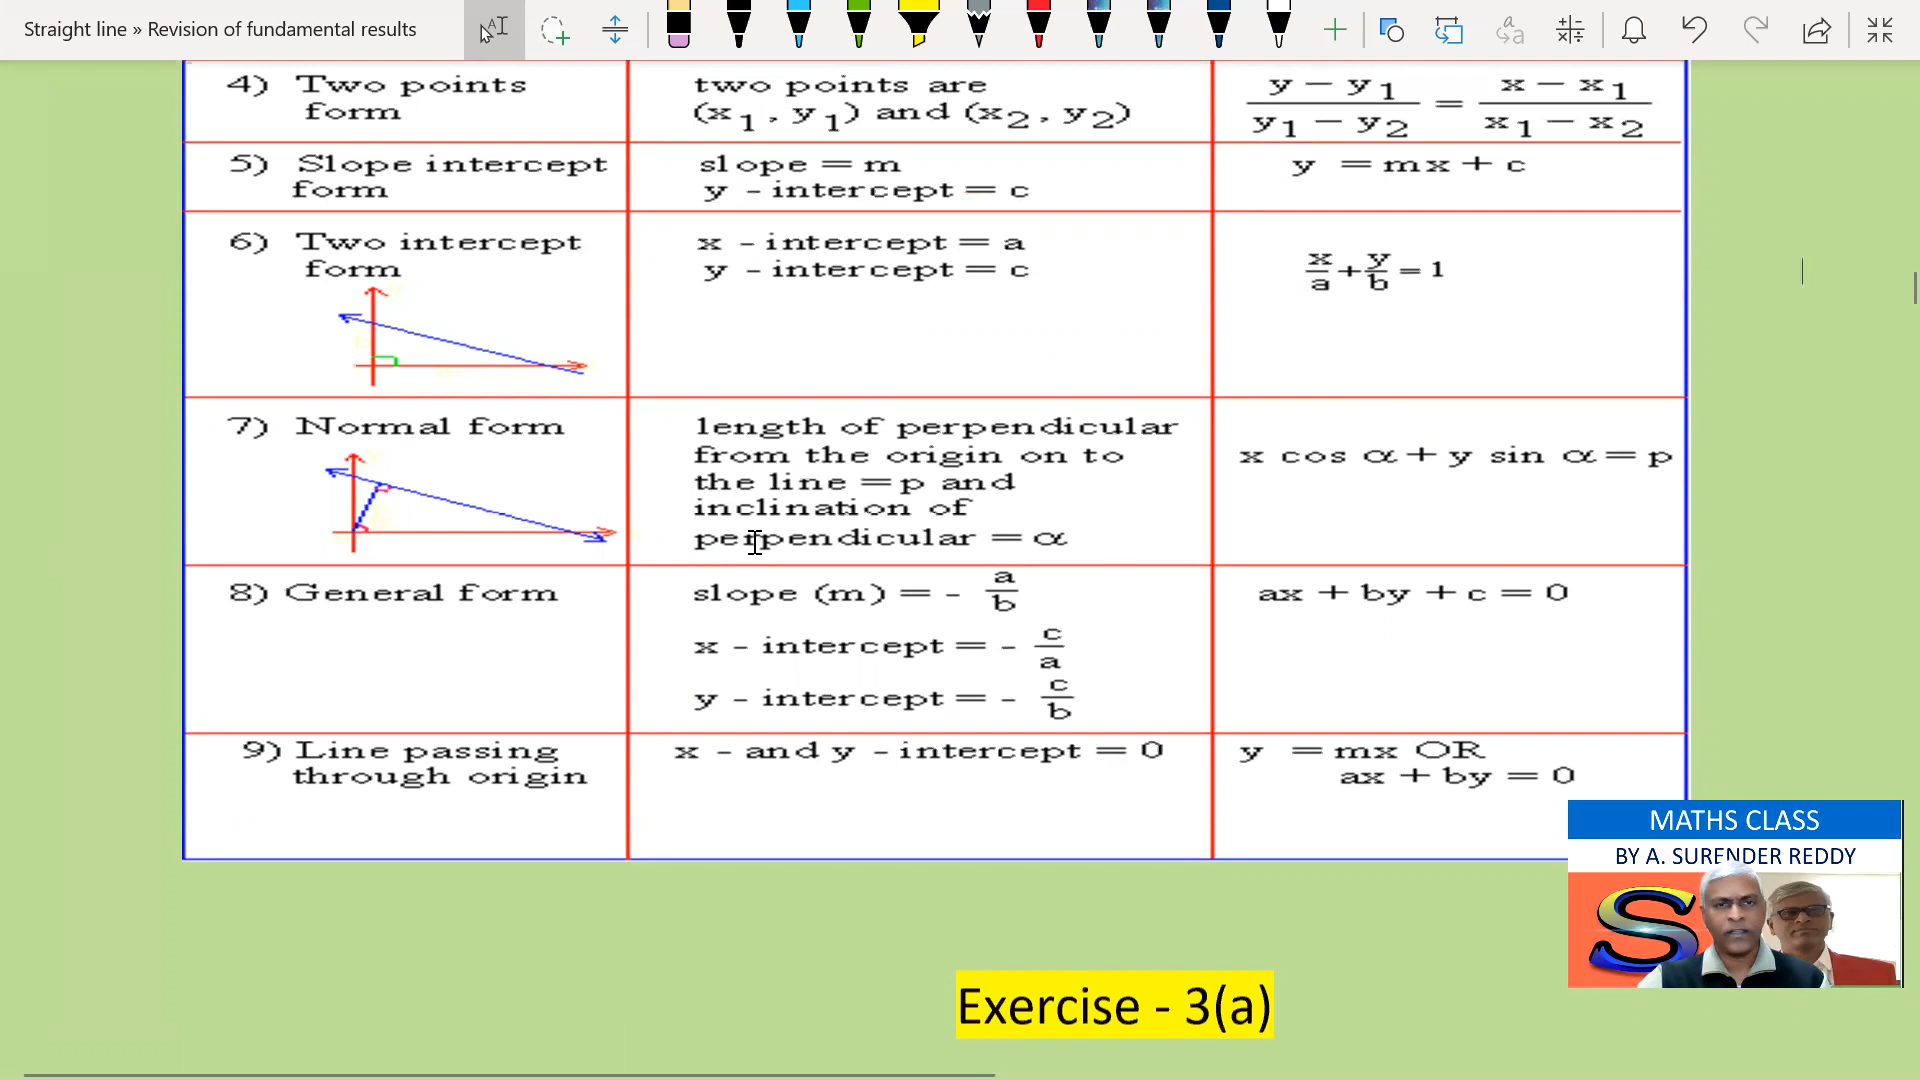 Straight line » Revision of fundamental results
4) Two points form
two points are (x₁, y₁) and (x₂, y₂)
(y − y₁)/(y₁ − y₂) = (x − x₁)/(x₁ − x₂)
5) Slope intercept form
slope = m
y - intercept = c
y = mx + c
6) Two intercept form
x - intercept = a
y - intercept = c
x/a + y/b = 1
7) Normal form
length of perpendicular
from the origin on to
the line = p and
inclination of
perpendicular = α
x cos α + y sin α = p
8) General form
slope (m) = - a/b
x - intercept = - c/a
y - intercept = - c/b
ax + by + c = 0
9) Line passing through origin
x - and y - intercept = 0
y = mx OR
ax + by = 0
MATHS CLASS
BY A. SURENDER REDDY
S
Exercise - 3(a)